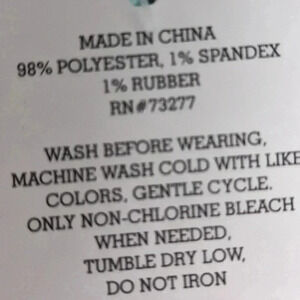 MADE IN CHINA
98% POLYESTER, 1% SPANDEX
1% RUBBER
RN#73277
WASH BEFORE WEARING,
MACHINE WASH COLD WITH LIKE
COLORS, GENTLE CYCLE.
ONLY NON-CHLORINE BLEACH
WHEN NEEDED,
TUMBLE DRY LOW,
DO NOT IRON